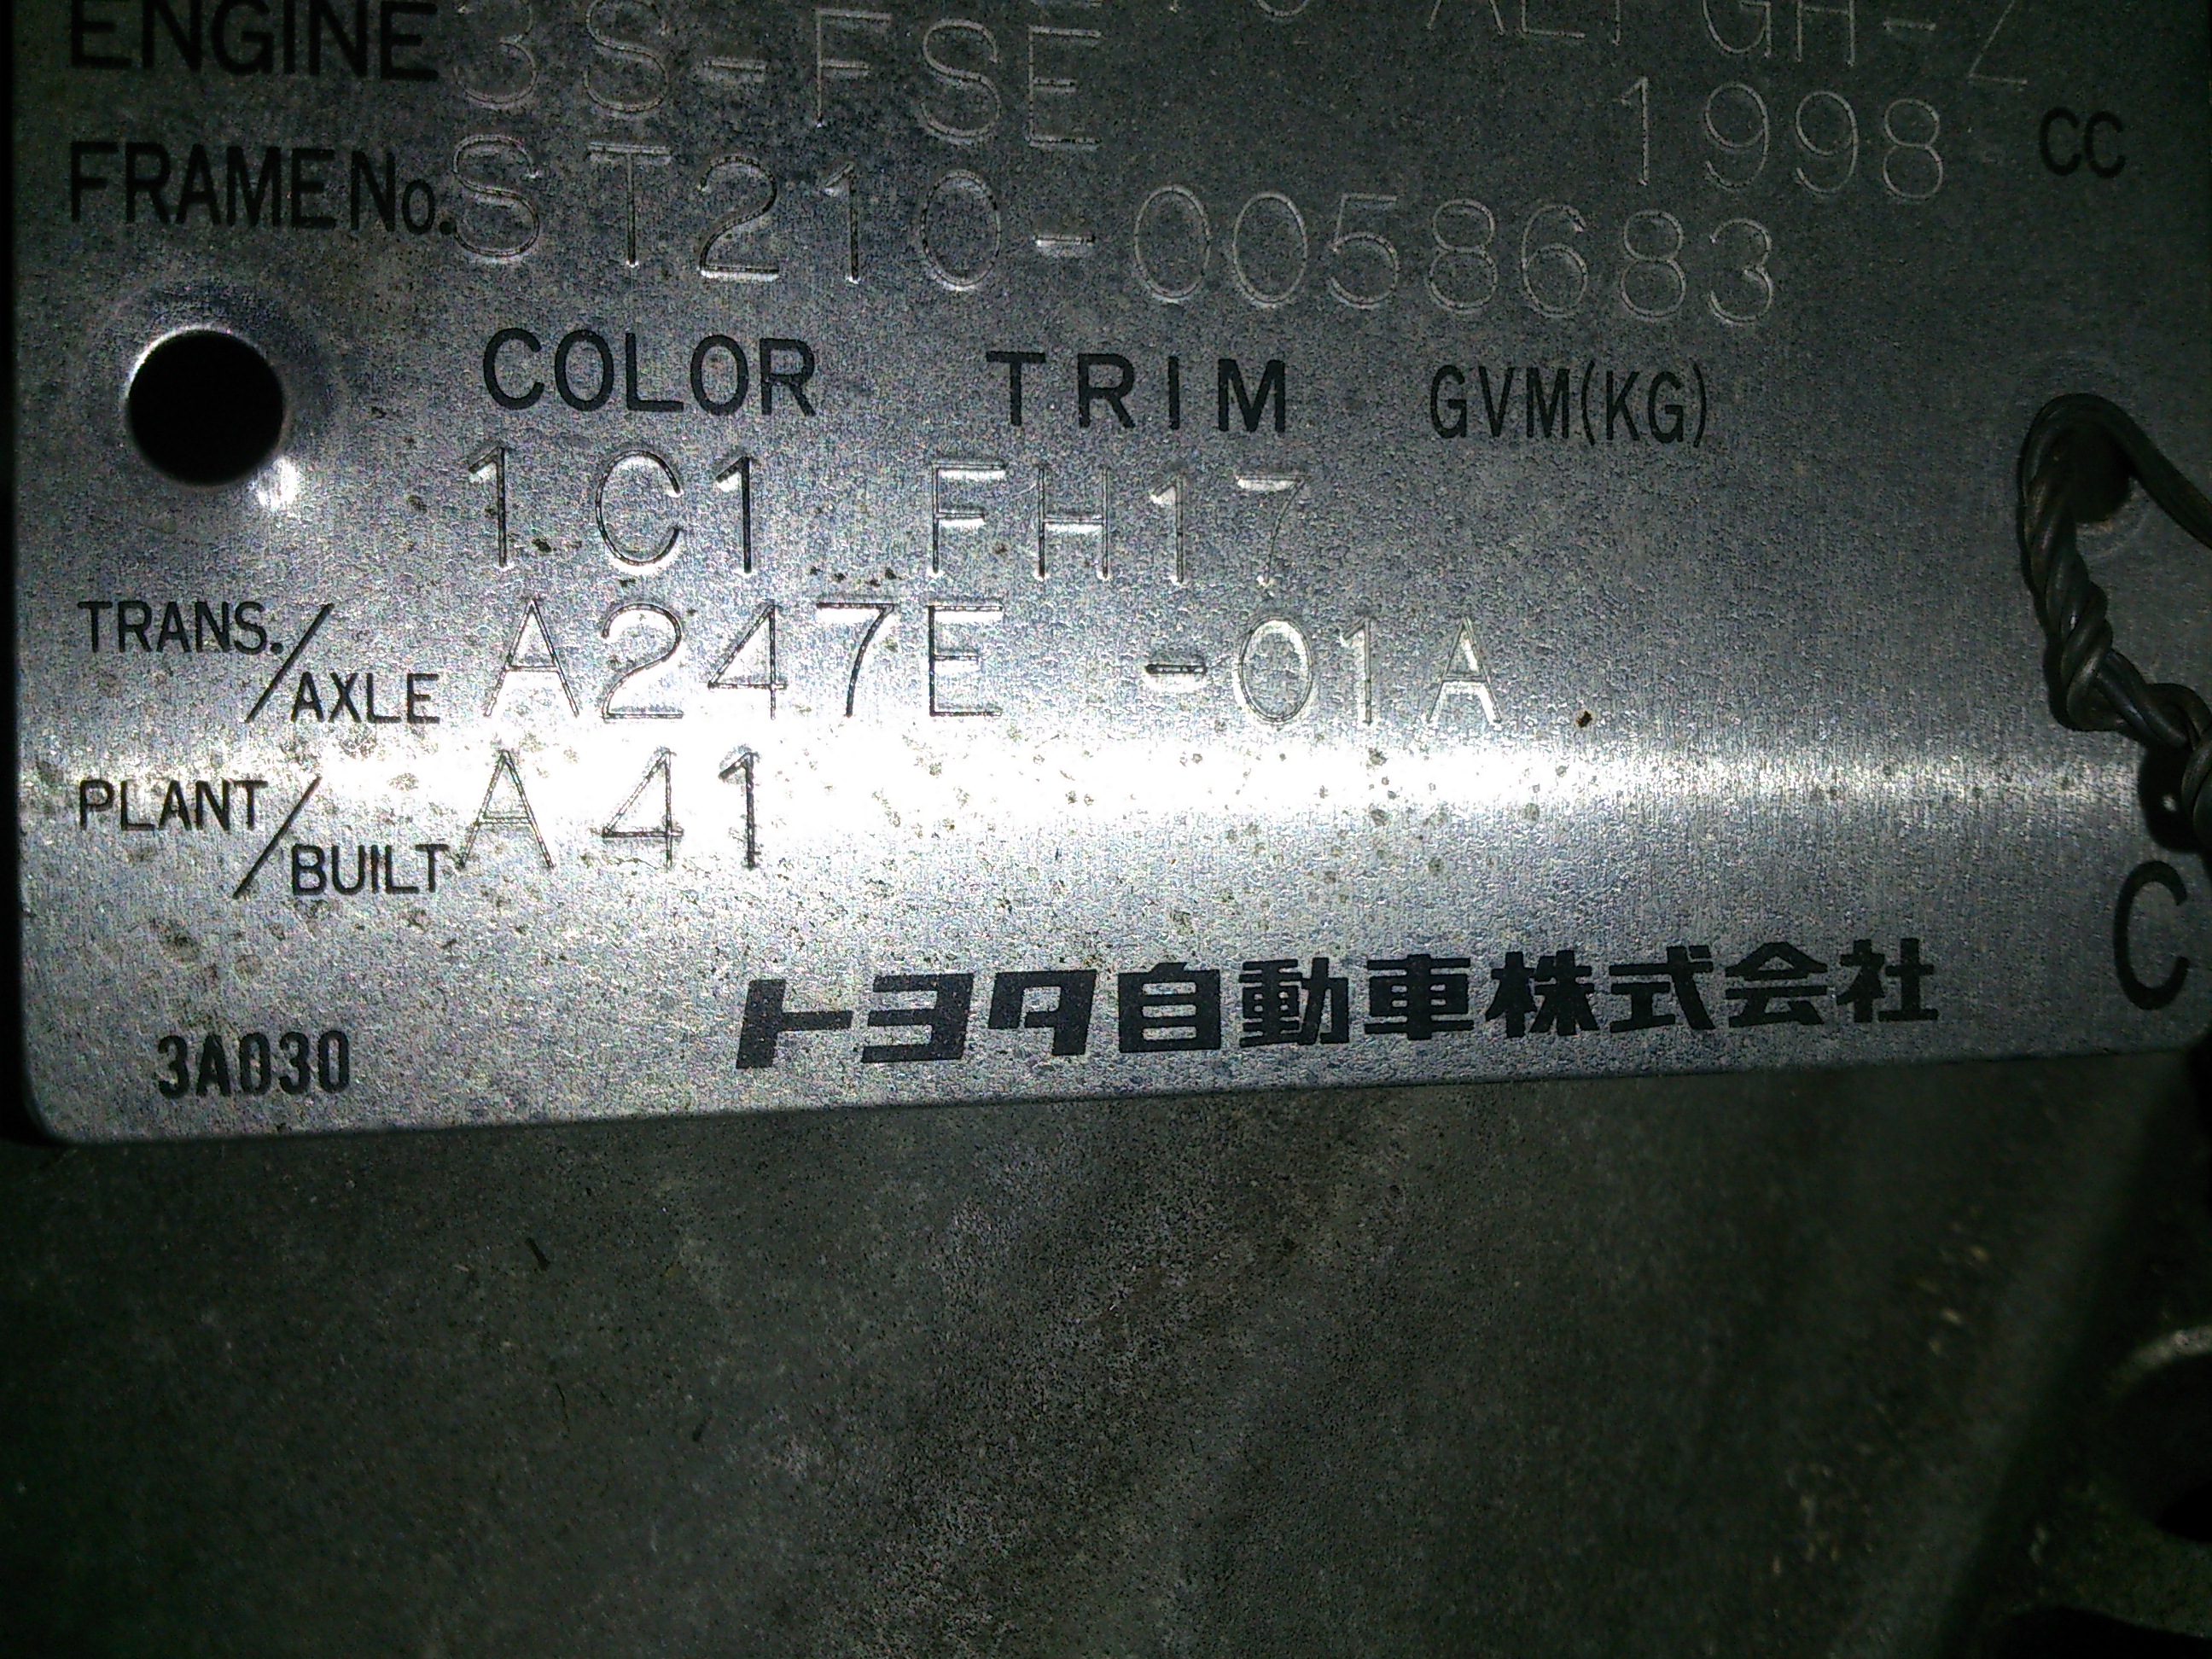 ENGINE 3S-FSE 1998 CC
FRAME No. ST210-0058683
COLOR TRIM GVM(KG)
1C1 FH17
TRANS./AXLE A247E -01A
PLANT/BUILT A41
C
トヨタ自動車株式会社
3A030